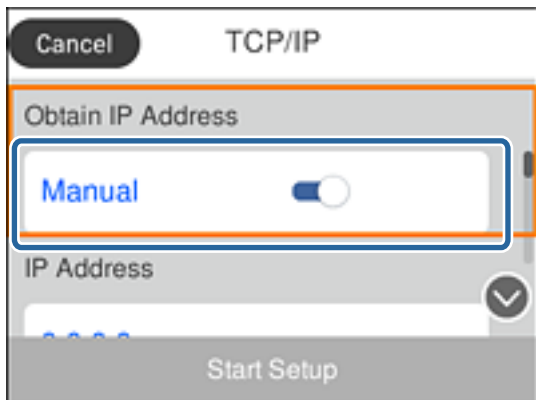 Cancel
TCP/IP
Obtain IP Address
Manual
IP Address
Start Setup